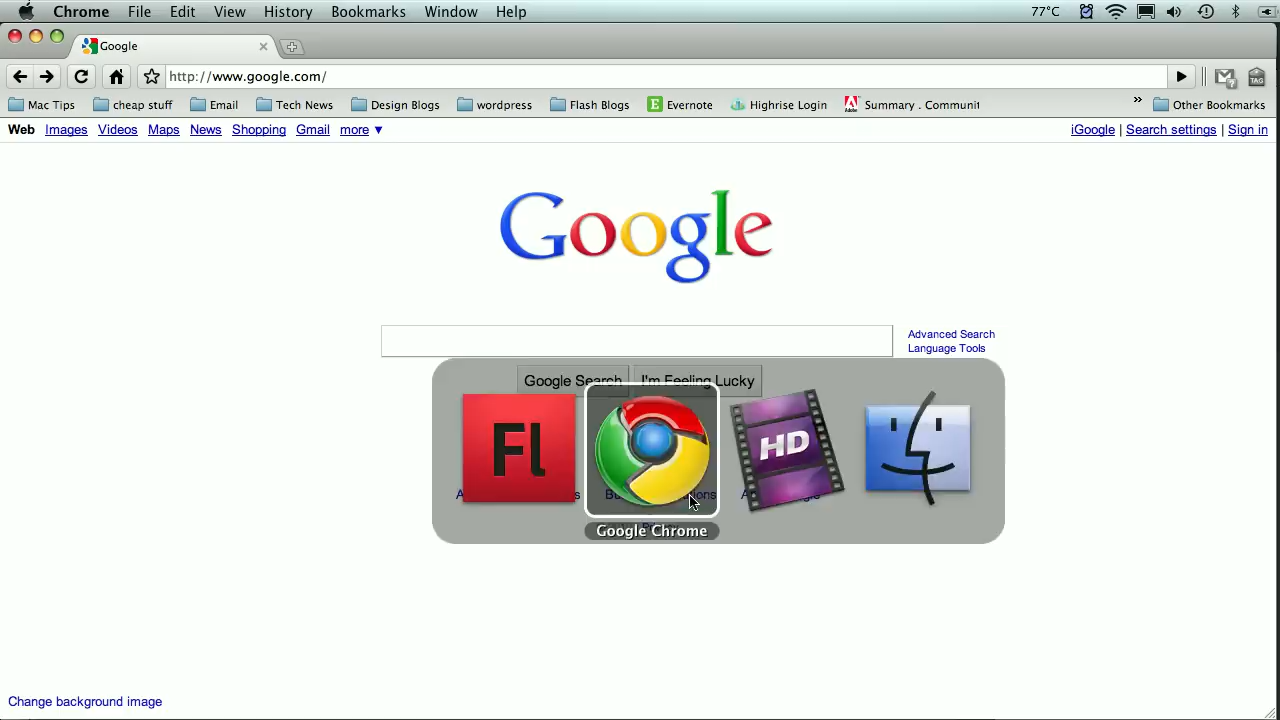 Chrome File Edit View History Bookmarks Window Help 77°C
Google
http://www.google.com/
TAG
Mac Tips cheap stuff Email Tech News Design Blogs wordpress Flash Blogs Evernote Highrise Login Summary . Communit » Other Bookmarks
Web Images Videos Maps News Shopping Gmail more ▼ iGoogle | Search settings | Sign in
Google
Advanced Search
Language Tools
Google Search I'm Feeling Lucky
Fl HD
Google Chrome
Change background image